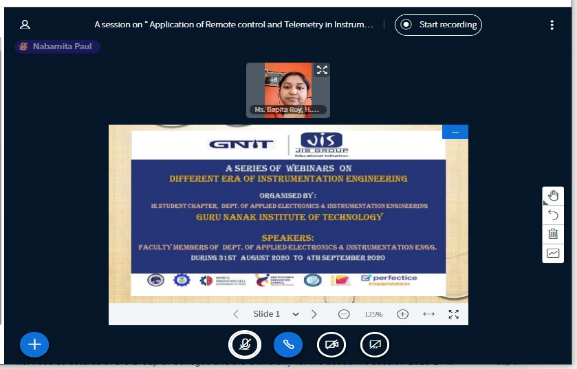 A session on " Application of Remote control and Telemetry in Instrum...
Start recording
Nabamita Paul
Ms. Bapita Roy, H....
GNIT
JIS
JIS GROUP
Educational Initiatives
A SERIES OF WEBINARS ON
DIFFERENT ERA OF INSTRUMENTATION ENGINEERING
ORGANISED BY:
IE STUDENT CHAPTER, DEPT. OF APPLIED ELECTRONICS & INSTRUMENTATION ENGINEERING
GURU NANAK INSTITUTE OF TECHNOLOGY
SPEAKERS:
FACULTY MEMBERS OF DEPT. OF APPLIED ELECTRONICS & INSTRUMENTATION ENGG.
DURING 31ST AUGUST 2020 TO 4TH SEPTEMBER 2020
perfectice
Slide 1
125%